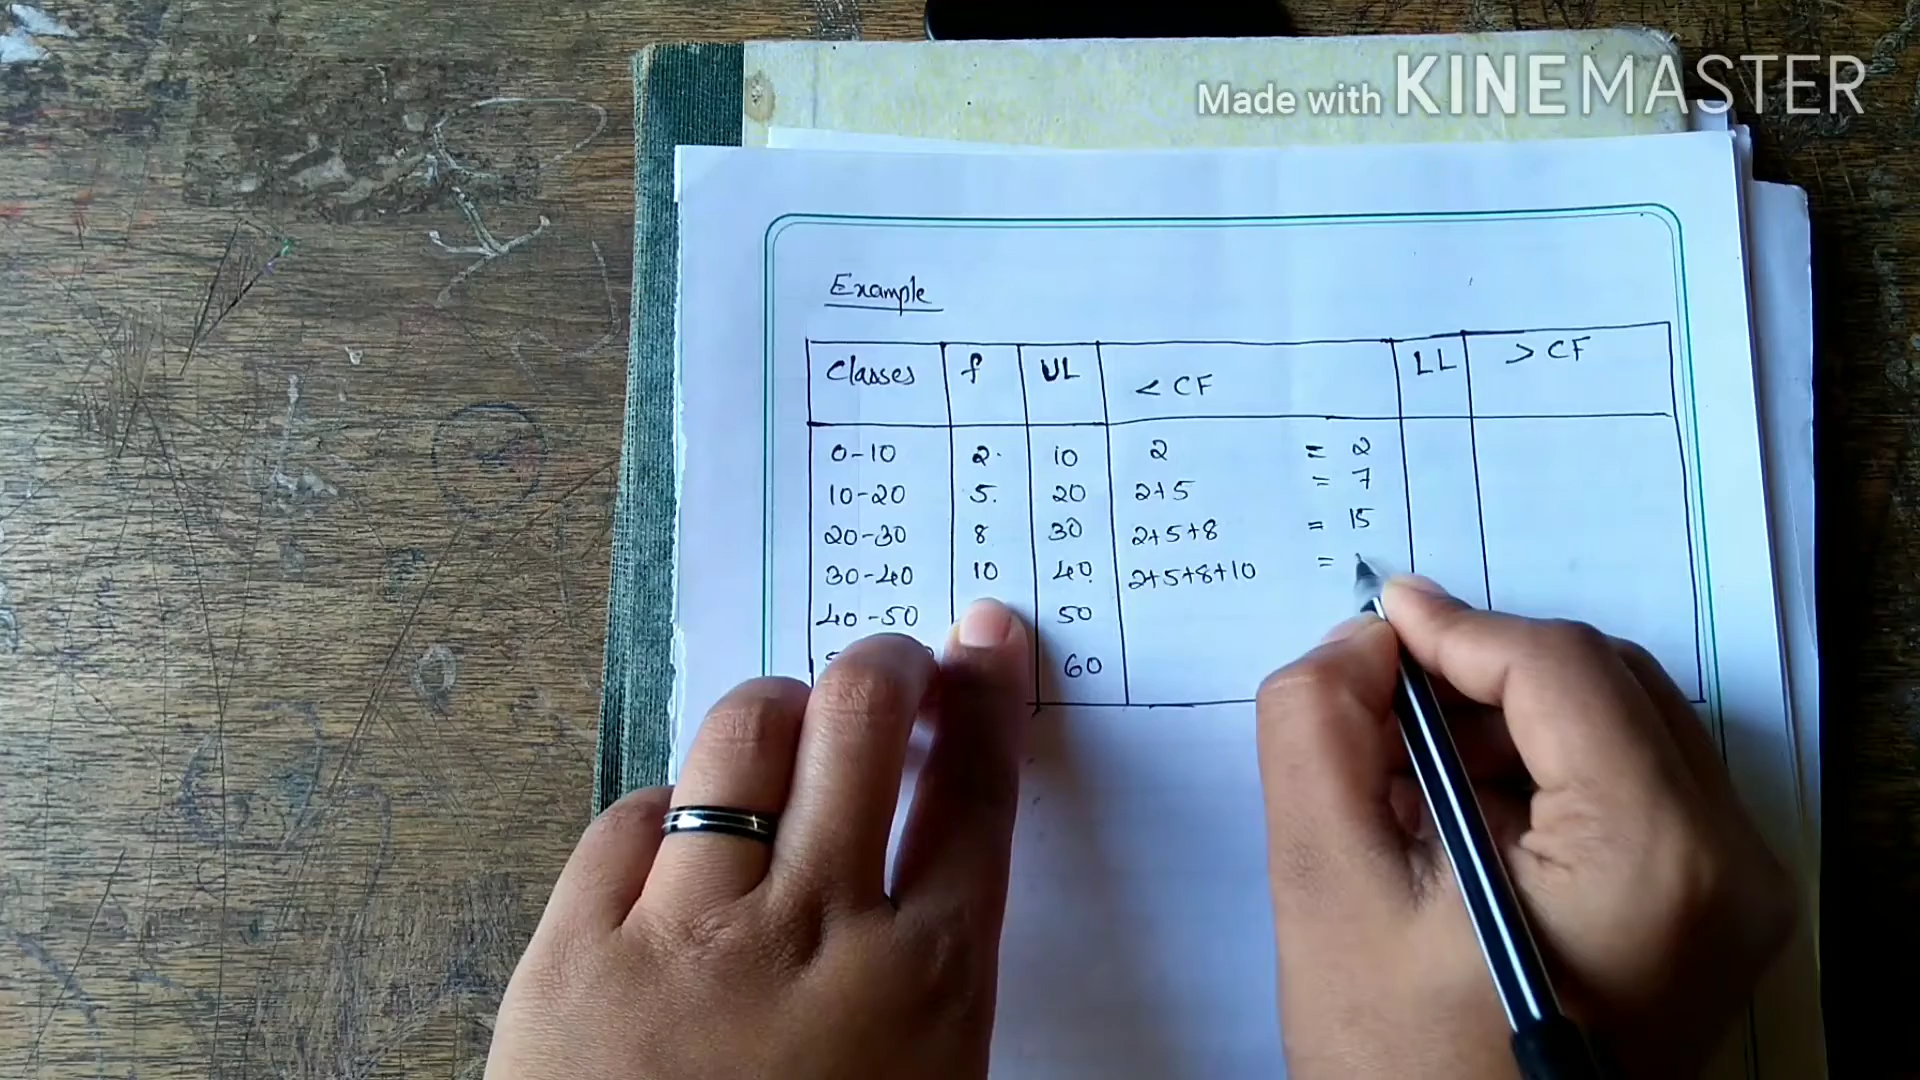 Made with KINEMASTER
Example
Classes f UL < CF LL > CF
0-10 2. 10 2 = 2
10-20 5. 20 2+5 = 7
20-30 8 30 2+5+8 = 15
30-40 10 40 2+5+8+10 =
40-50 50
60